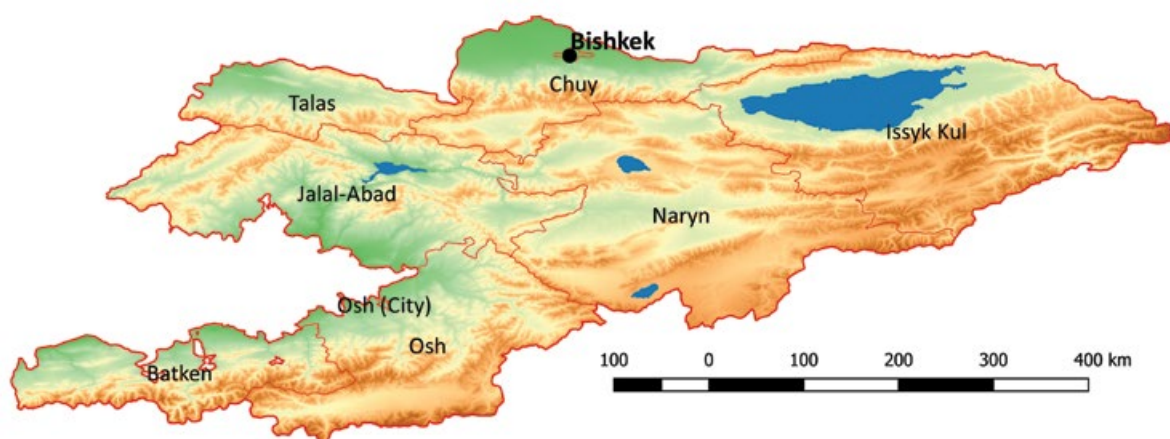 Bishkek
Chuy
Talas
Issyk Kul
Jalal-Abad
Naryn
Osh (City)
Osh
Batken
100 0 100 200 300 400 km